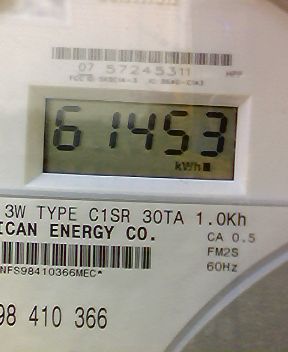 07 57245311 HPP
61453
kWh
3W TYPE C1SR 30TA 1.0Kh
ICAN ENERGY CO.
CA 0.5
FM2S
60Hz
NFS98410366MEC*
98 410 366